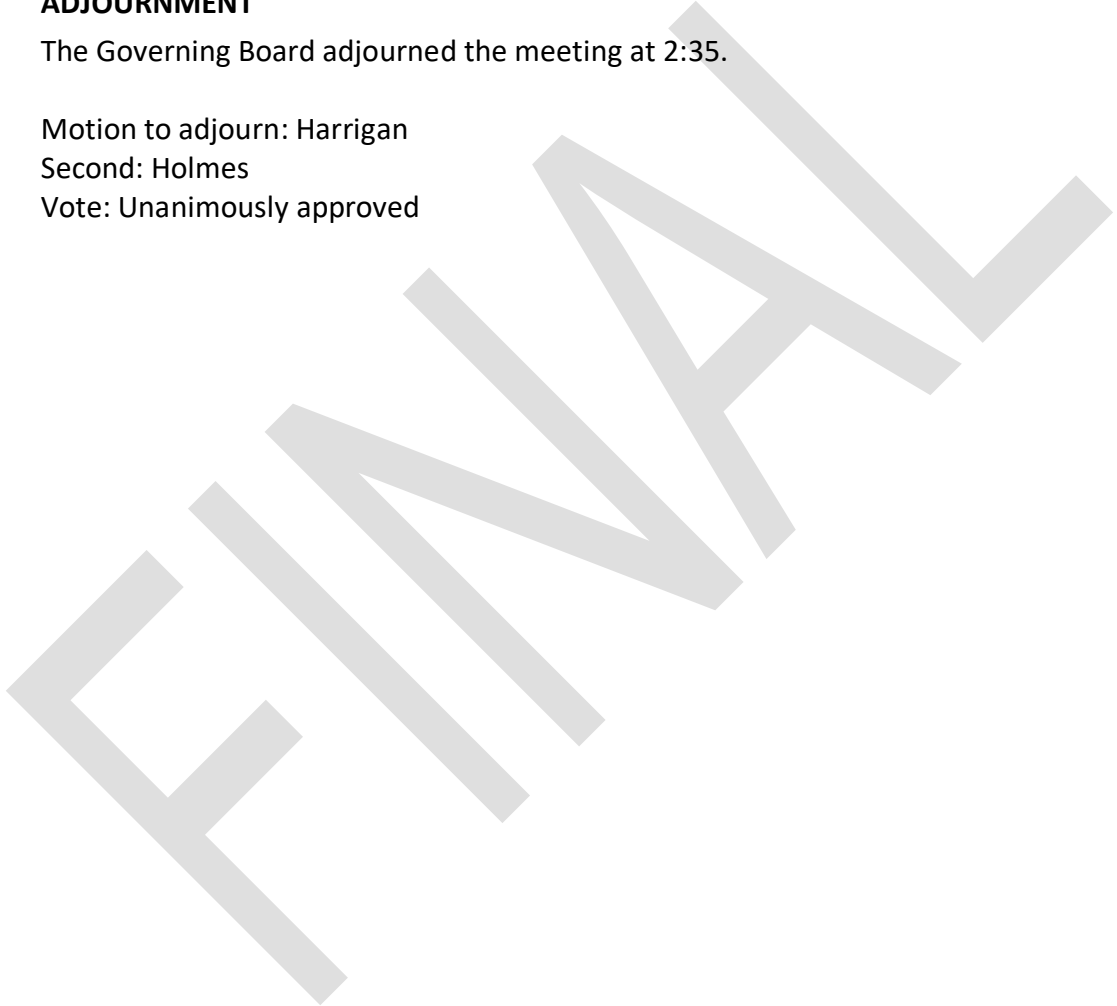 ADJOURNMENT
The Governing Board adjourned the meeting at 2:35.
Motion to adjourn: Harrigan
Second: Holmes
Vote: Unanimously approved
FINAL